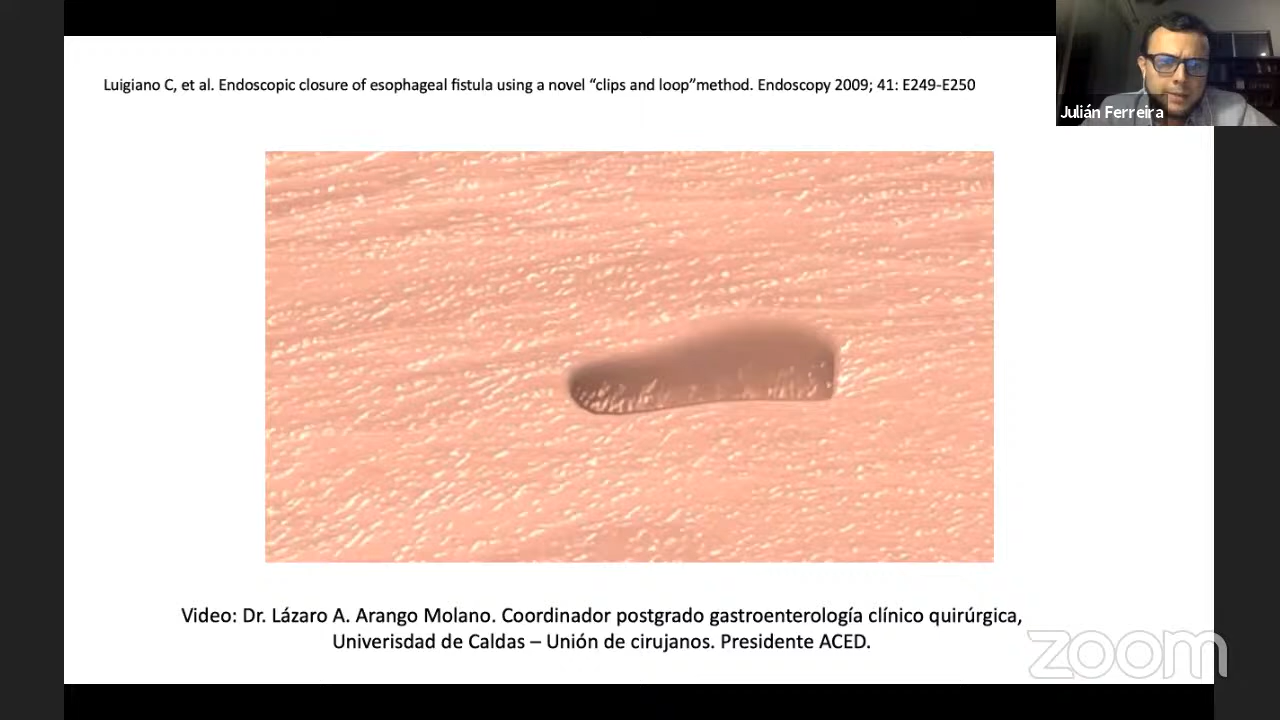 Luigiano C, et al. Endoscopic closure of esophageal fistula using a novel “clips and loop”method. Endoscopy 2009; 41: E249-E250
Julián Ferreira
Video: Dr. Lázaro A. Arango Molano. Coordinador postgrado gastroenterología clínico quirúrgica,
Univerisdad de Caldas – Unión de cirujanos. Presidente ACED.
zoom